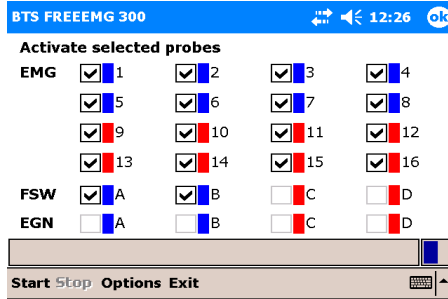 BTS FREEEMG 300 12:26 ok
Activate selected probes
EMG 1 2 3 4
5 6 7 8
9 10 11 12
13 14 15 16
FSW A B C D
EGN A B C D
Start Stop Options Exit